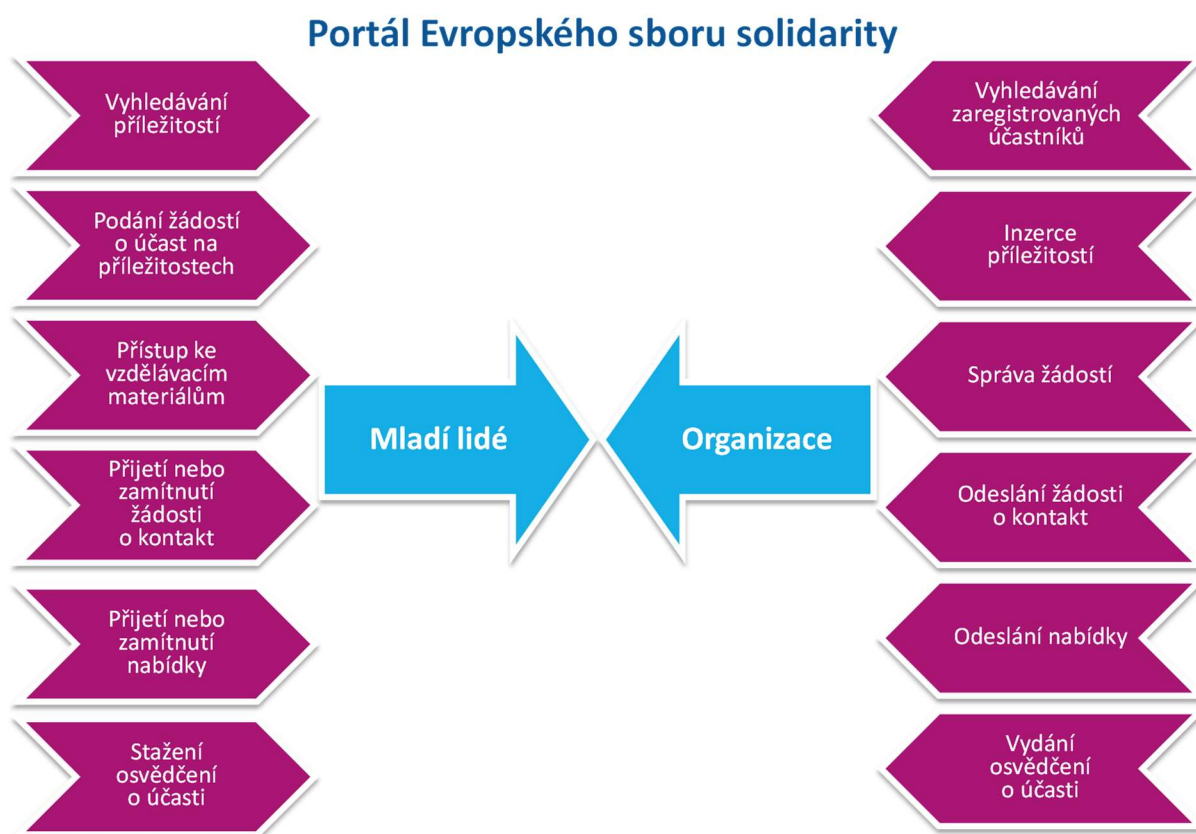 Portál Evropského sboru solidarity
Vyhledávání
příležitostí
Podání žádostí
o účast na
příležitostech
Přístup ke
vzdělávacím
materiálům
Přijetí nebo
zamítnutí
žádosti
o kontakt
Přijetí nebo
zamítnutí
nabídky
Stažení
osvědčení
o účasti
Mladí lidé
Organizace
Vyhledávání
zaregistrovaných
účastníků
Inzerce
příležitostí
Správa žádostí
Odeslání žádosti
o kontakt
Odeslání nabídky
Vydání
osvědčení
o účasti